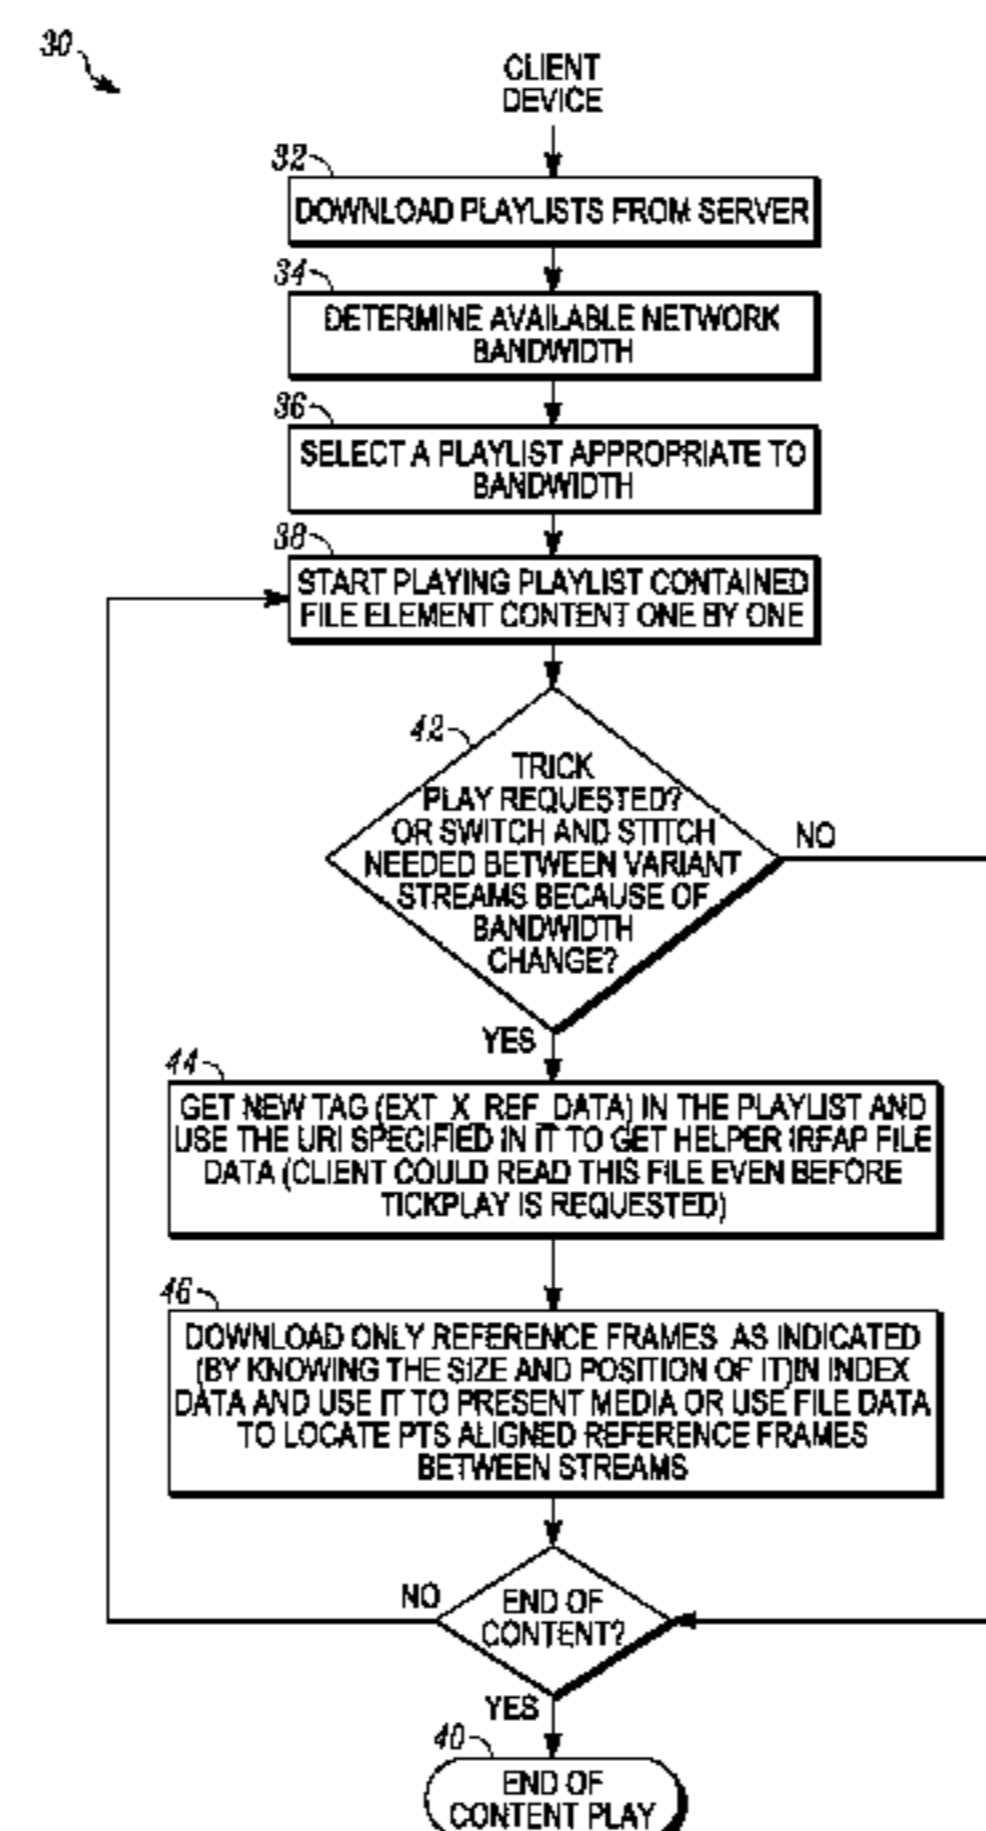 30
CLIENT
DEVICE
32
DOWNLOAD PLAYLISTS FROM SERVER
34
DETERMINE AVAILABLE NETWORK
BANDWIDTH
36
SELECT A PLAYLIST APPROPRIATE TO
BANDWIDTH
38
START PLAYING PLAYLIST CONTAINED
FILE ELEMENT CONTENT ONE BY ONE
42
TRICK
PLAY REQUESTED?
OR SWITCH AND STITCH
NEEDED BETWEEN VARIANT
STREAMS BECAUSE OF
BANDWIDTH
CHANGE?
NO
YES
44
GET NEW TAG (EXT_X_REF_DATA) IN THE PLAYLIST AND
USE THE URI SPECIFIED IN IT TO GET HELPER IRFAP FILE
DATA (CLIENT COULD READ THIS FILE EVEN BEFORE
TICKPLAY IS REQUESTED)
46
DOWNLOAD ONLY REFERENCE FRAMES AS INDICATED
(BY KNOWING THE SIZE AND POSITION OF IT)IN INDEX
DATA AND USE IT TO PRESENT MEDIA OR USE FILE DATA
TO LOCATE PTS ALIGNED REFERENCE FRAMES
BETWEEN STREAMS
NO
END OF
CONTENT?
YES
40
END OF
CONTENT PLAY